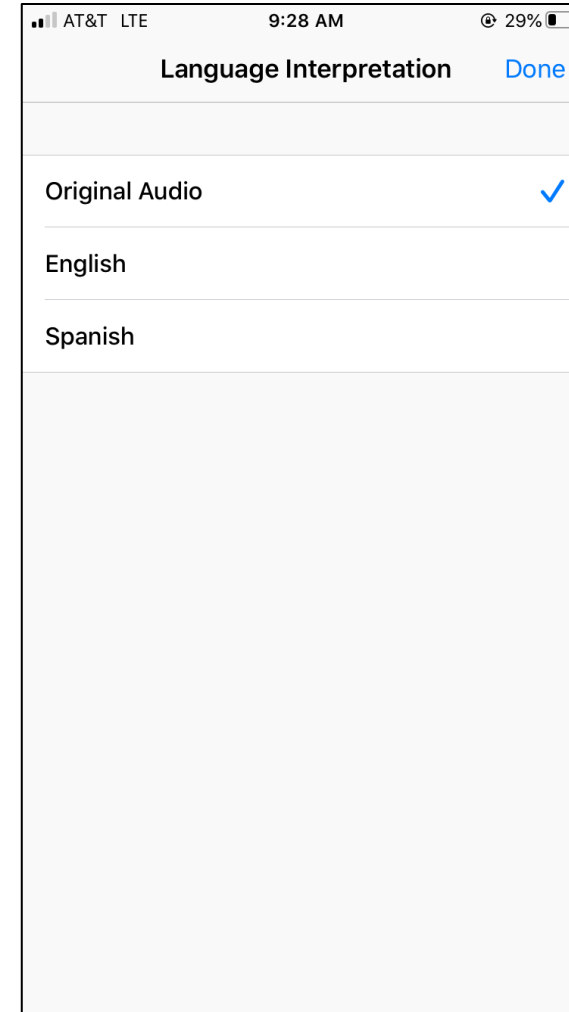 AT&T LTE 9:28 AM 29%
Language Interpretation Done
Original Audio
English
Spanish